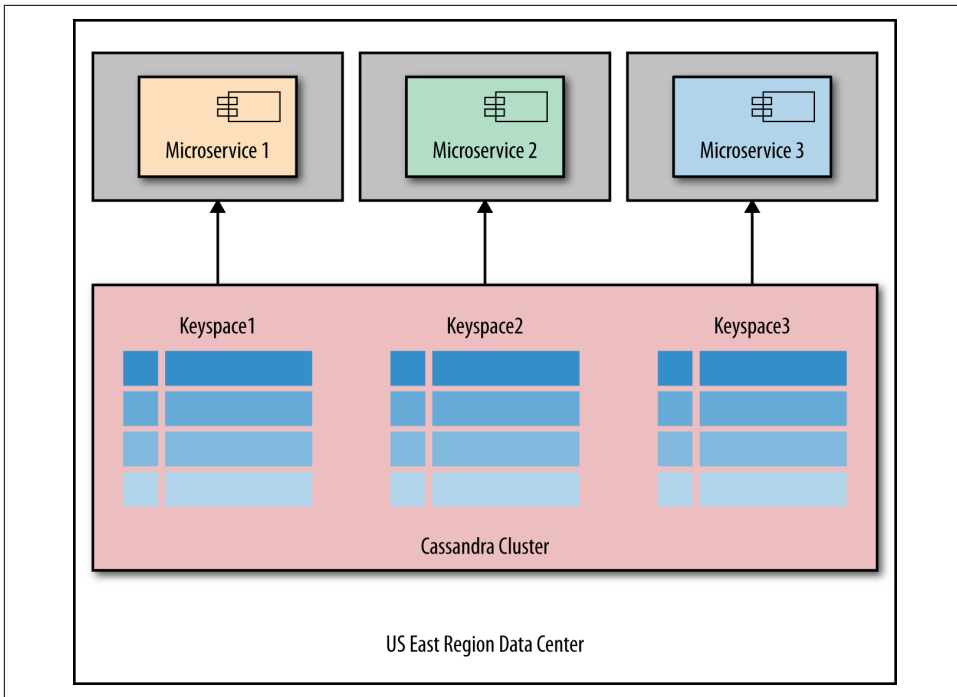 Microservice 1
Microservice 2
Microservice 3
Keyspace1
Keyspace2
Keyspace3
Cassandra Cluster
US East Region Data Center